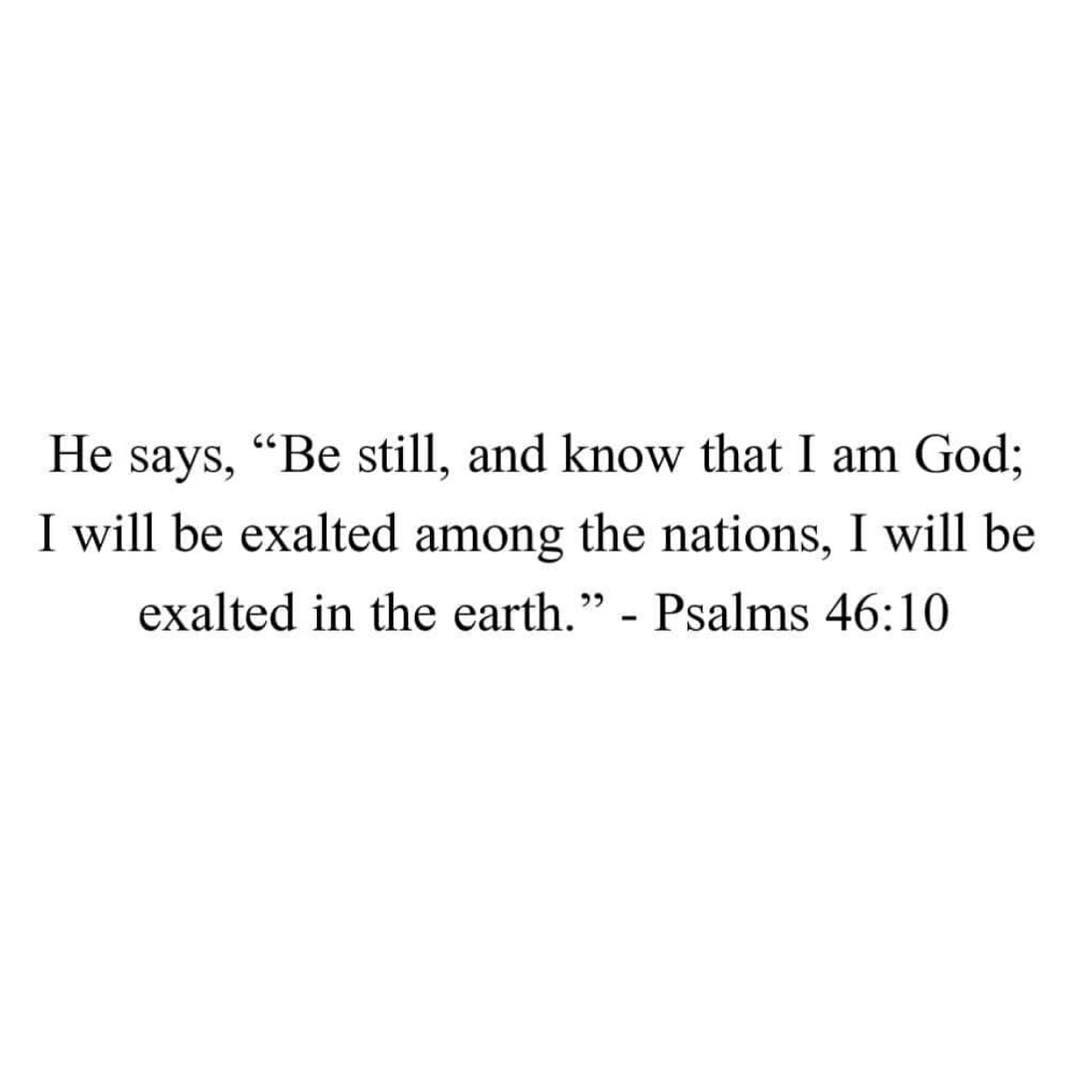 He says, “Be still, and know that I am God;
I will be exalted among the nations, I will be
exalted in the earth.” - Psalms 46:10